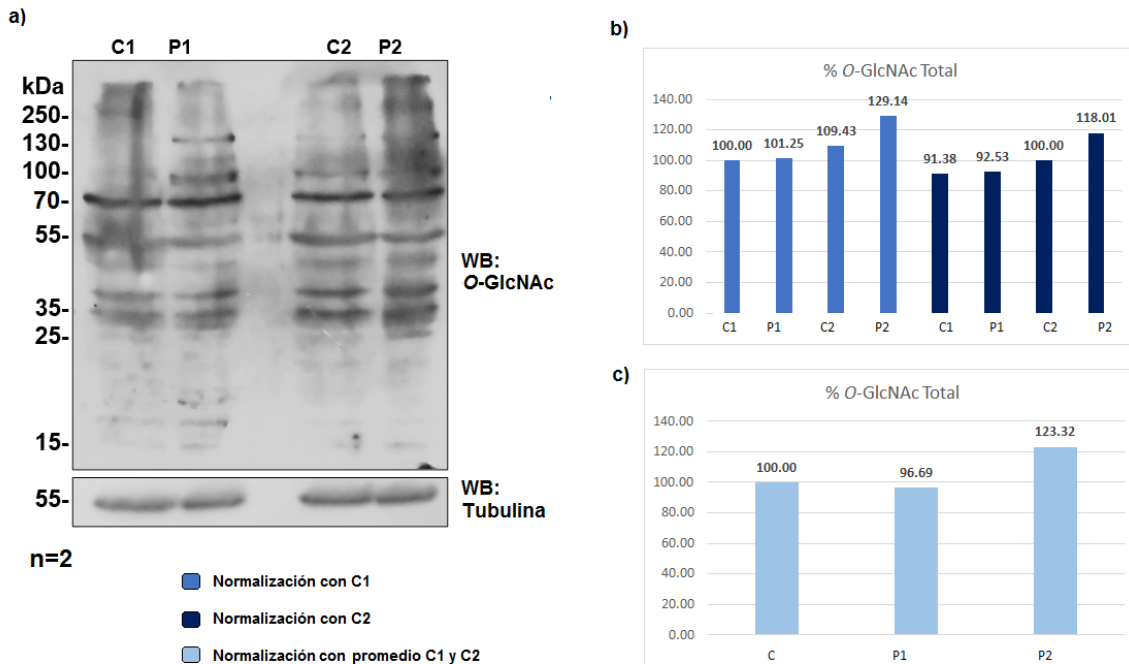 a)
C1 P1 C2 P2
kDa
250-
130-
100-
70-
55-
35-
25-
15-
WB:
O-GlcNAc
55-
WB:
Tubulina
n=2
Normalización con C1
Normalización con C2
Normalización con promedio C1 y C2
b)
% O-GlcNAc Total
140.00
120.00
100.00
80.00
60.00
40.00
20.00
0.00
100.00 101.25 109.43 129.14 91.38 92.53 100.00 118.01
C1 P1 C2 P2 C1 P1 C2 P2
c)
% O-GlcNAc Total
140.00
120.00
100.00
80.00
60.00
40.00
20.00
0.00
100.00 96.69 123.32
C P1 P2